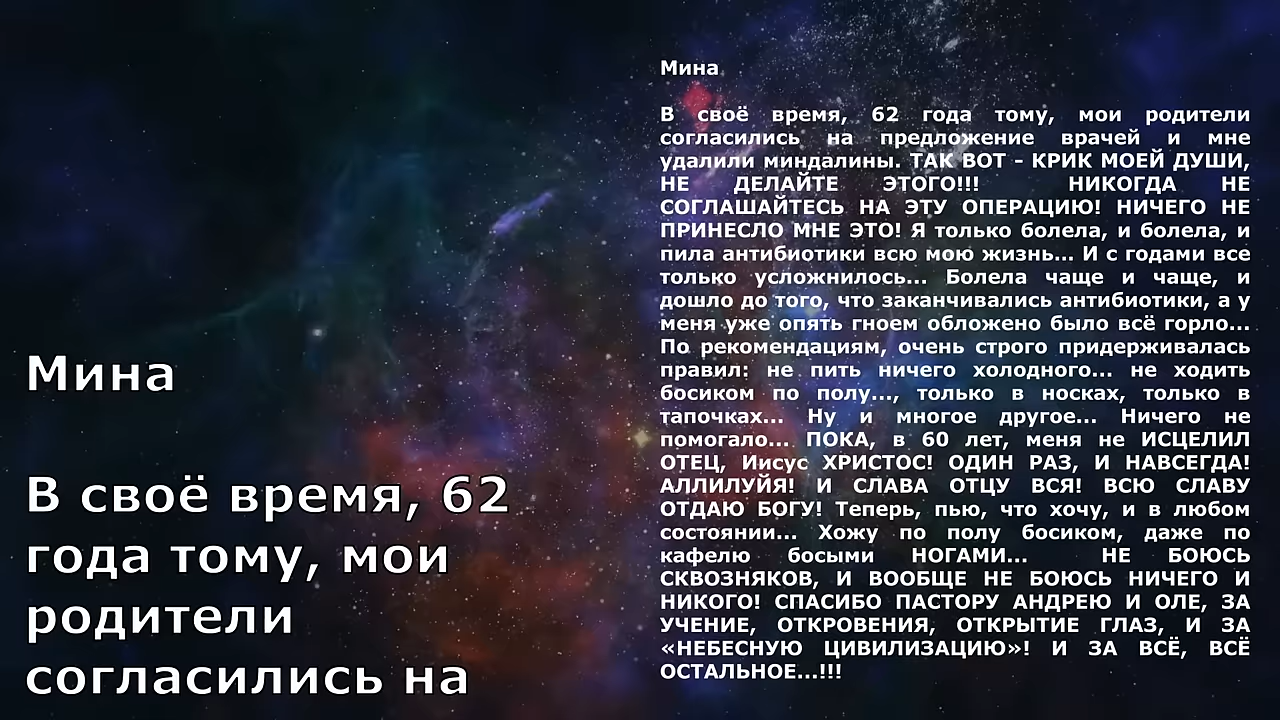 Мина
В своё время, 62
года тому, мои
родители
согласились на
Мина
В своё время, 62 года тому, мои родители
согласились на предложение врачей и мне
удалили миндалины. ТАК ВОТ - КРИК МОЕЙ ДУШИ,
НЕ ДЕЛАЙТЕ ЭТОГО!!! НИКОГДА НЕ
СОГЛАШАЙТЕСЬ НА ЭТУ ОПЕРАЦИЮ! НИЧЕГО НЕ
ПРИНЕСЛО МНЕ ЭТО! Я только болела, и болела, и
пила антибиотики всю мою жизнь... И с годами все
только усложнилось... Болела чаще и чаще, и
дошло до того, что заканчивались антибиотики, а у
меня уже опять гноем обложено было всё горло...
По рекомендациям, очень строго придерживалась
правил: не пить ничего холодного... не ходить
босиком по полу..., только в носках, только в
тапочках... Ну и многое другое... Ничего не
помогало... ПОКА, в 60 лет, меня не ИСЦЕЛИЛ
ОТЕЦ, Иисус ХРИСТОС! ОДИН РАЗ, И НАВСЕГДА!
АЛЛИЛУЙЯ! И СЛАВА ОТЦУ ВСЯ! ВСЮ СЛАВУ
ОТДАЮ БОГУ! Теперь, пью, что хочу, и в любом
состоянии... Хожу по полу босиком, даже по
кафелю босыми НОГАМИ... НЕ БОЮСЬ
СКВОЗНЯКОВ, И ВООБЩЕ НЕ БОЮСЬ НИЧЕГО И
НИКОГО! СПАСИБО ПАСТОРУ АНДРЕЮ И ОЛЕ, ЗА
УЧЕНИЕ, ОТКРОВЕНИЯ, ОТКРЫТИЕ ГЛАЗ, И ЗА
«НЕБЕСНУЮ ЦИВИЛИЗАЦИЮ»! И ЗА ВСЁ, ВСЁ
ОСТАЛЬНОЕ...!!!